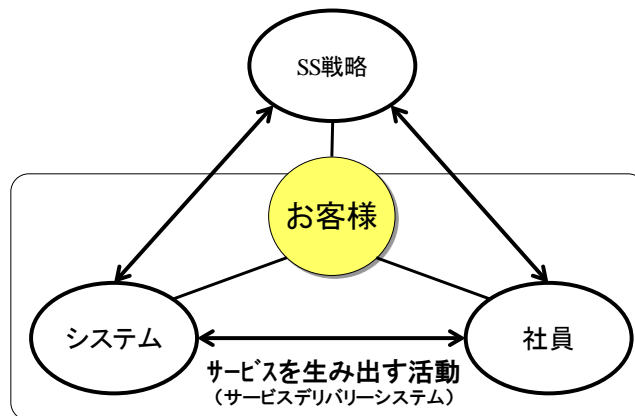 SS戦略
お客様
システム
社員
サービスを生み出す活動
（サービスデリバリーシステム）